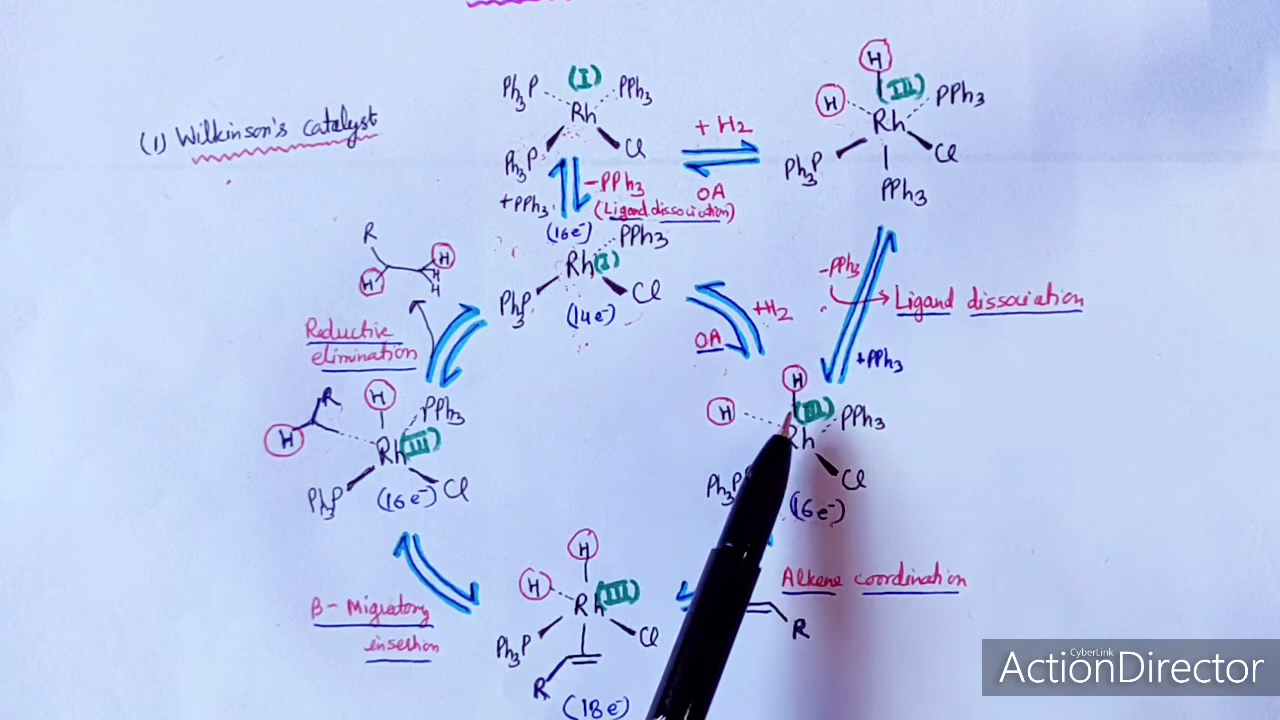 (1) Wilkinson's catalyst
Ph3P (I) PPh3
Rh
Ph3P Cl
+ H2
OA
H
H (III) PPh3
Rh
Ph3P Cl
PPh3
+PPh3 -PPh3
(Ligand dissociation)
(16e-)
PPh3
Rh(I)
Ph3P Cl
(14e-)
R
H H
H
H
Reductive
elimination
+H2
OA
-PPh3 Ligand dissociation
+PPh3
H
H (III) PPh3
Rh
Ph3P Cl
(16e-)
R H PPh3
H Rh (III)
Ph3P Cl
(16e-)
Alkene coordination
R
β- Migratory
insertion
H
H (III)
Rh
Ph3P Cl
R
(18e-)
CyberLink
ActionDirector